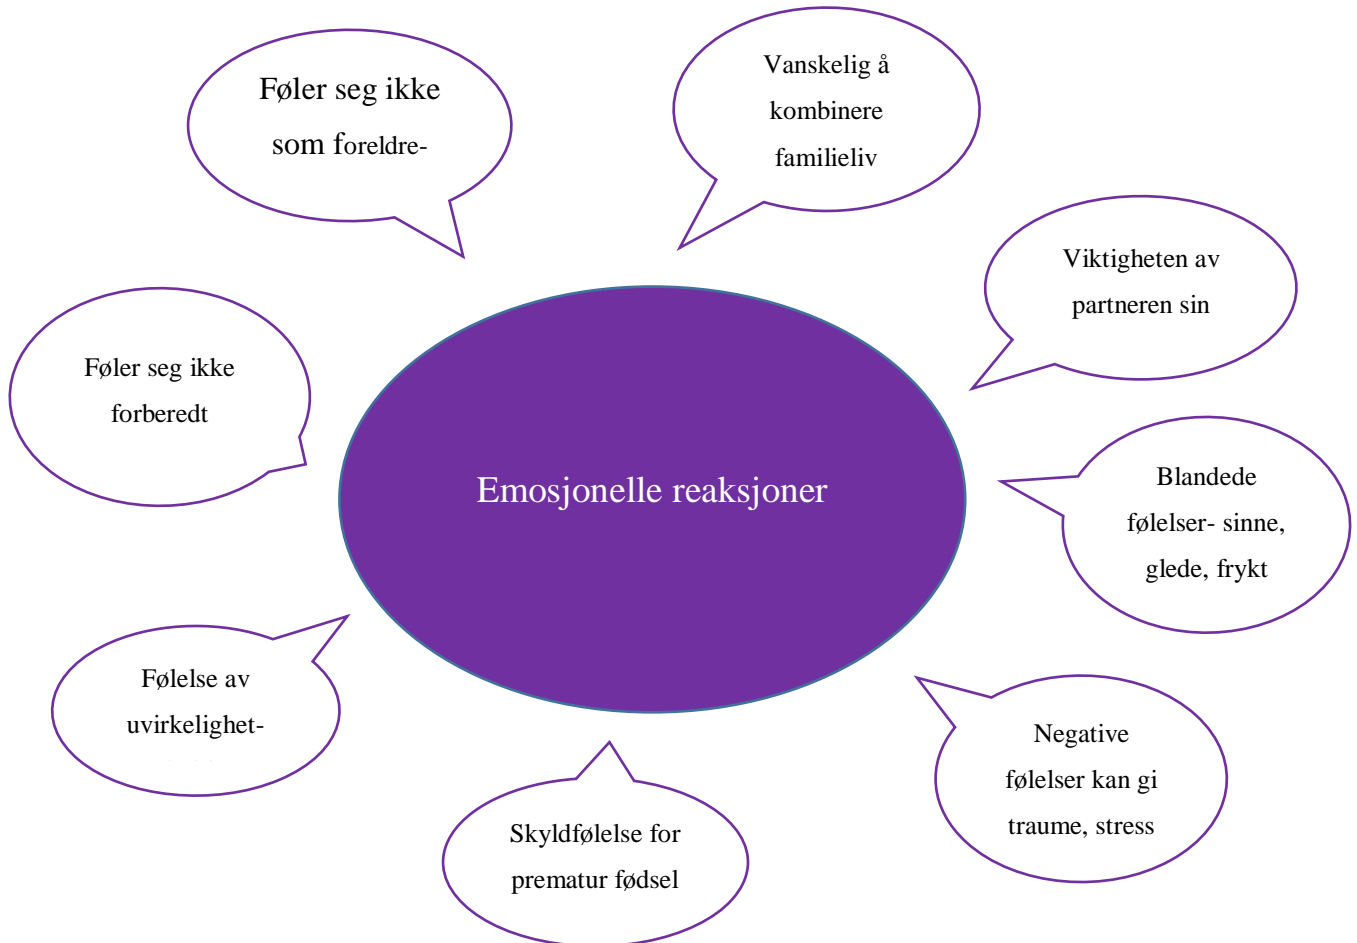 Føler seg ikke
som foreldre-
Vanskelig å
kombinere
familieliv
Viktigheten av
partneren sin
Føler seg ikke
forberedt
Emosjonelle reaksjoner
Blandede
følelser- sinne,
glede, frykt
Følelse av
uvirkelighet-
Negative
følelser kan gi
traume, stress
Skyldfølelse for
prematur fødsel